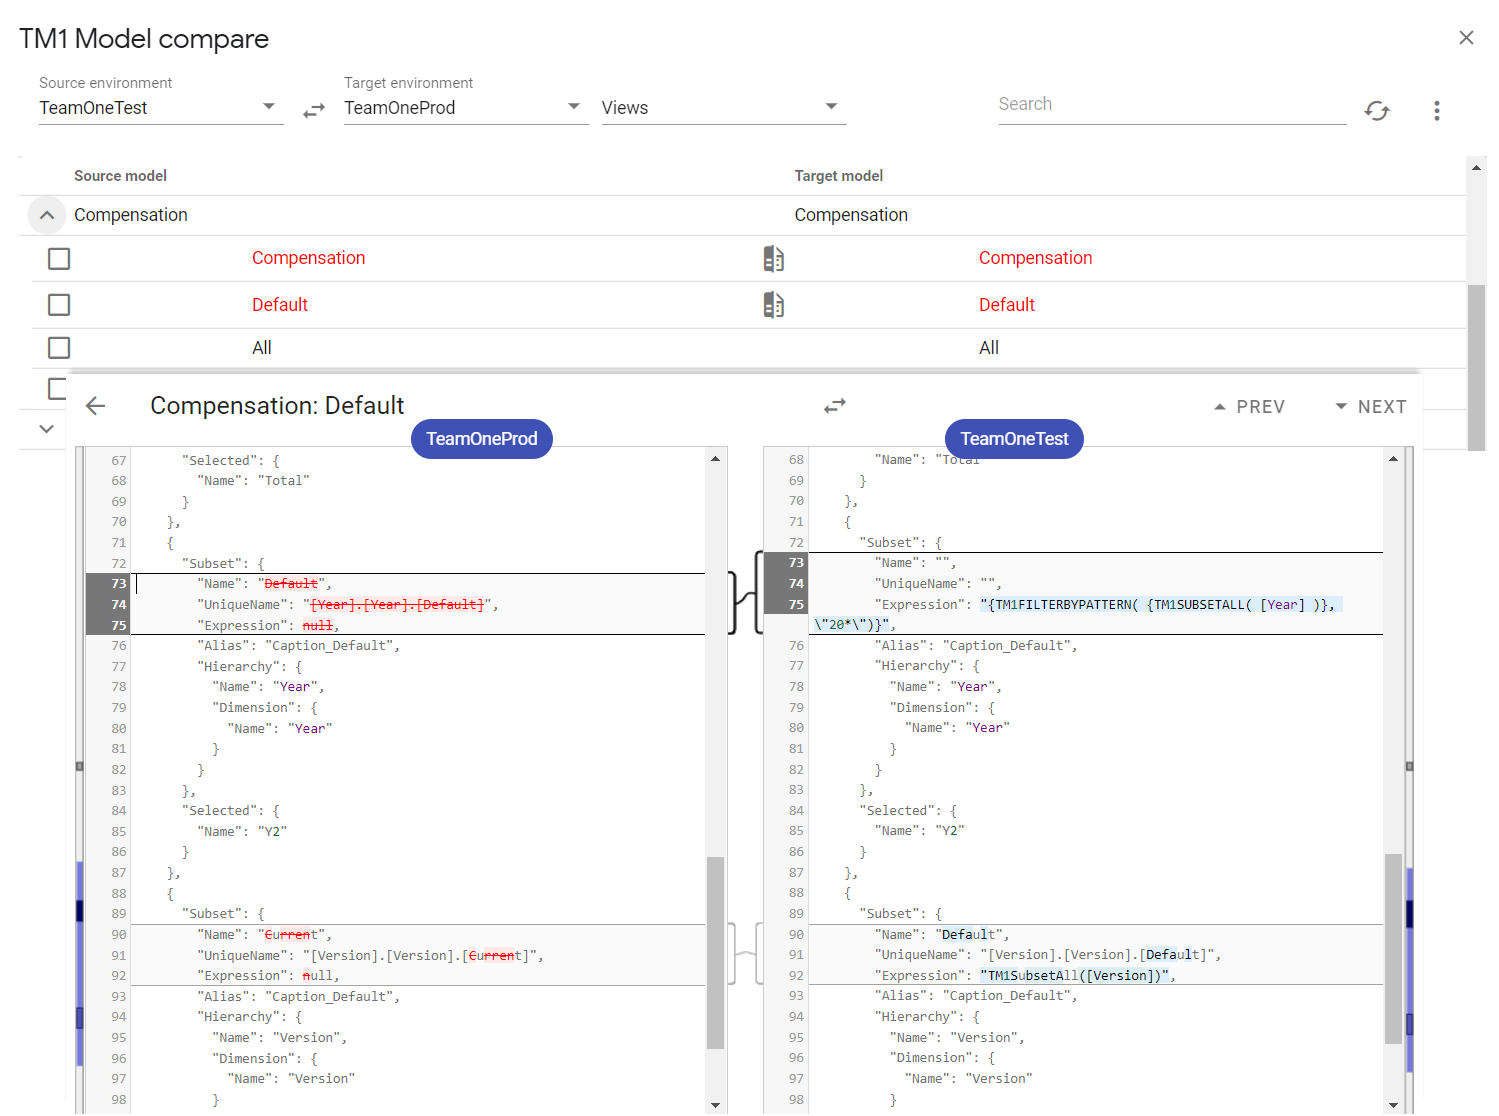 TM1 Model compare
Source environment
Target environment
TeamOneTest
TeamOneProd
Views
Search
Source model
Target model
Compensation
Compensation
Compensation
Compensation
Default
Default
All
All
Compensation: Default
PREV
NEXT
TeamOneProd
TeamOneTest
67 "Selected": {
68 "Name": "Total"
69 }
70 },
71 {
72 "Subset": {
73 "Name": "Default",
74 "UniqueName": "[Year].[Year].[Default]",
75 "Expression": null,
76 "Alias": "Caption_Default",
77 "Hierarchy": {
78 "Name": "Year",
79 "Dimension": {
80 "Name": "Year"
81 }
82 }
83 },
84 "Selected": {
85 "Name": "Y2"
86 }
87 },
88 {
89 "Subset": {
90 "Name": "Current",
91 "UniqueName": "[Version].[Version].[Current]",
92 "Expression": null,
93 "Alias": "Caption_Default",
94 "Hierarchy": {
95 "Name": "Version",
96 "Dimension": {
97 "Name": "Version"
98 }
68 "Name": "Total"
69 }
70 },
71 {
72 "Subset": {
73 "Name": "",
74 "UniqueName": "",
75 "Expression": "{TM1FILTERBYPATTERN( {TM1SUBSETALL( [Year] )},
\"20*\")}",
76 "Alias": "Caption_Default",
77 "Hierarchy": {
78 "Name": "Year",
79 "Dimension": {
80 "Name": "Year"
81 }
82 }
83 },
84 "Selected": {
85 "Name": "Y2"
86 }
87 },
88 {
89 "Subset": {
90 "Name": "Default",
91 "UniqueName": "[Version].[Version].[Default]",
92 "Expression": "TM1SubsetAll([Version])",
93 "Alias": "Caption_Default",
94 "Hierarchy": {
95 "Name": "Version",
96 "Dimension": {
97 "Name": "Version"
98 }